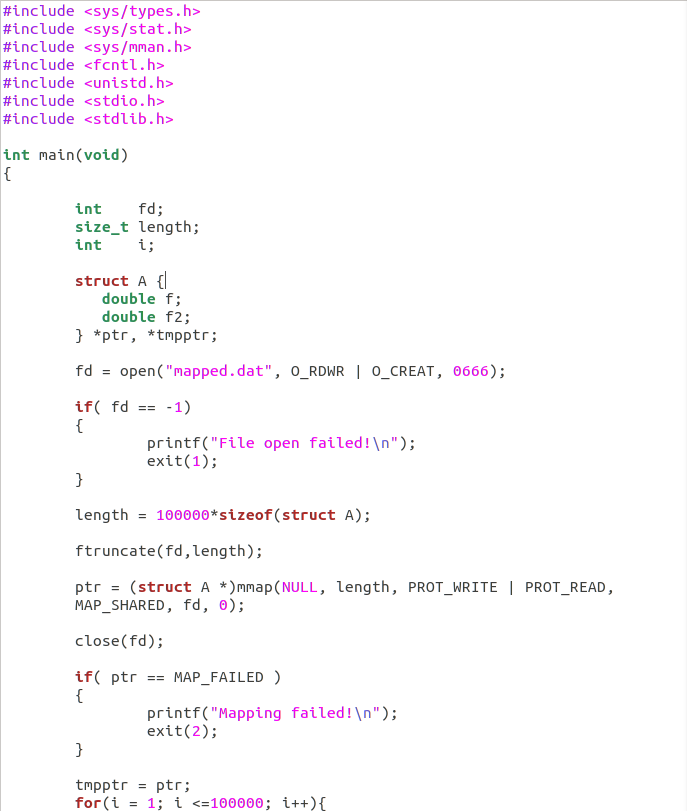 #include <sys/types.h>
#include <sys/stat.h>
#include <sys/mman.h>
#include <fcntl.h>
#include <unistd.h>
#include <stdio.h>
#include <stdlib.h>

int main(void)
{

        int    fd;
        size_t length;
        int    i;

        struct A {
           double f;
           double f2;
        } *ptr, *tmpptr;

        fd = open("mapped.dat", O_RDWR | O_CREAT, 0666);

        if( fd == -1)
        {
                printf("File open failed!\n");
                exit(1);
        }

        length = 100000*sizeof(struct A);

        ftruncate(fd,length);

        ptr = (struct A *)mmap(NULL, length, PROT_WRITE | PROT_READ,
        MAP_SHARED, fd, 0);

        close(fd);

        if( ptr == MAP_FAILED )
        {
                printf("Mapping failed!\n");
                exit(2);
        }

        tmpptr = ptr;
        for(i = 1; i <=100000; i++){